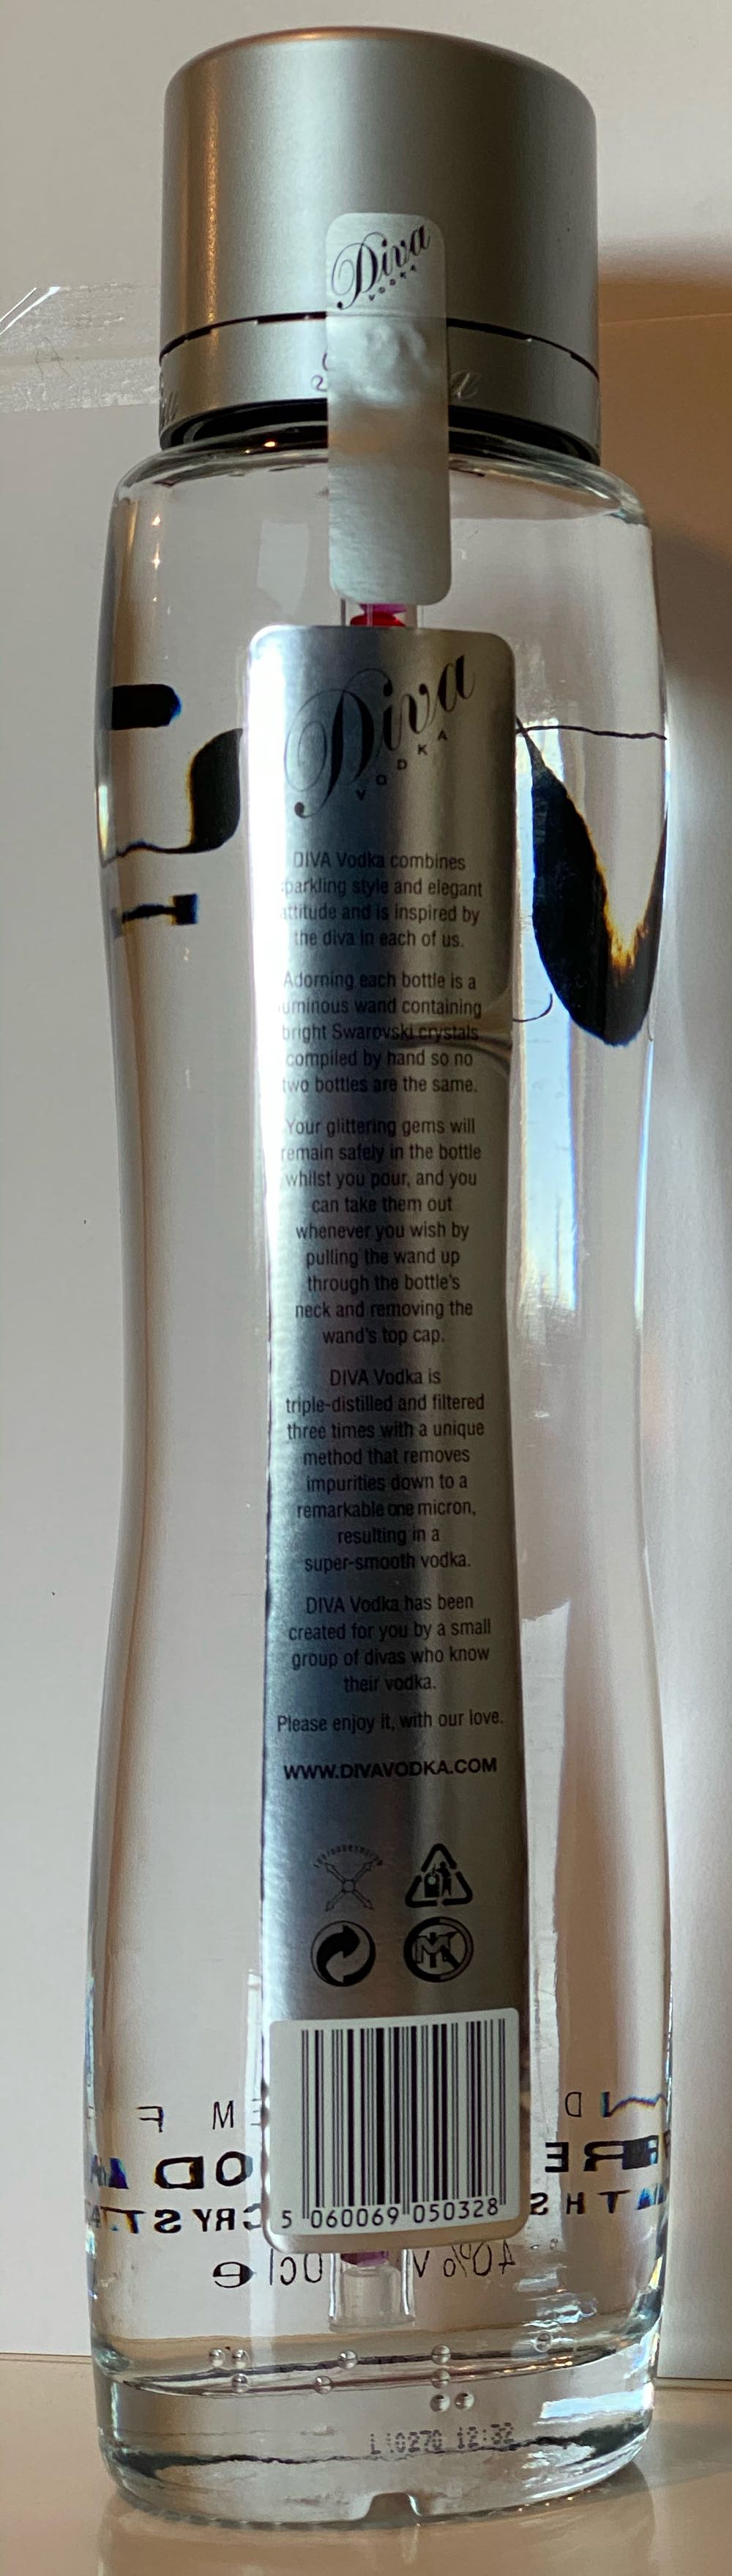 Diva
VODKA
Diva
VODKA
DIVA Vodka combines
sparkling style and elegant
attitude and is inspired by
the diva in each of us.
Adorning each bottle is a
luminous wand containing
bright Swarovski crystals
compiled by hand so no
two bottles are the same.
Your glittering gems will
remain safely in the bottle
whilst you pour, and you
can take them out
whenever you wish by
pulling the wand up
through the bottle's
neck and removing the
wand's top cap.
DIVA Vodka is
triple-distilled and filtered
three times with a unique
method that removes
impurities down to a
remarkable one micron,
resulting in a
super-smooth vodka.
DIVA Vodka has been
created for you by a small
group of divas who know
their vodka.
Please enjoy it, with our love.
WWW.DIVAVODKA.COM
5 060069 050328
40% V
L10270 12:32